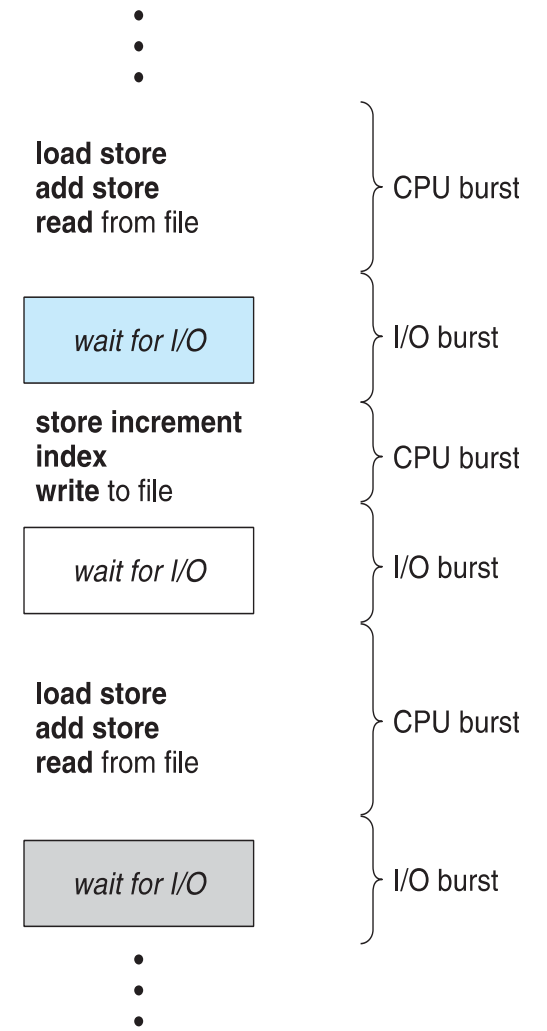 load store
add store
read from file
CPU burst
wait for I/O
I/O burst
store increment
index
write to file
CPU burst
wait for I/O
I/O burst
load store
add store
read from file
CPU burst
wait for I/O
I/O burst